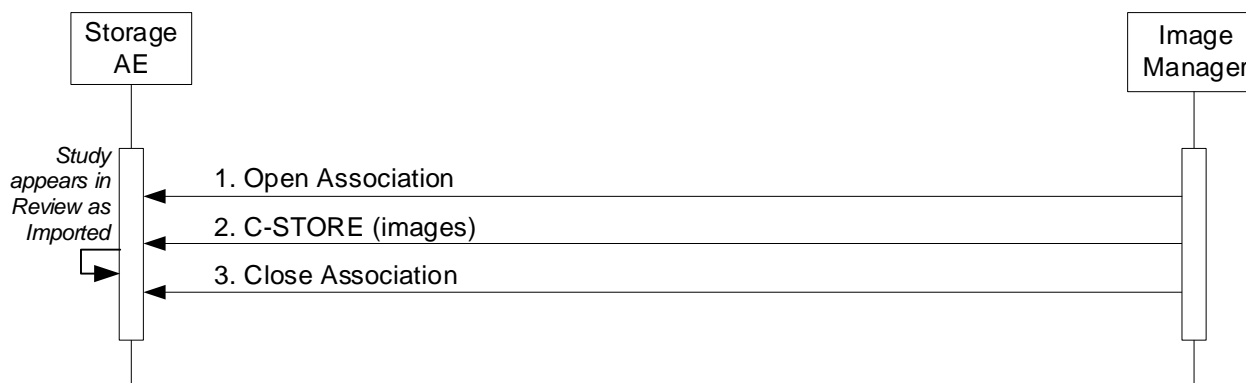 Storage
AE
Image
Manager
Study
appears in
Review as
Imported
1. Open Association
2. C-STORE (images)
3. Close Association